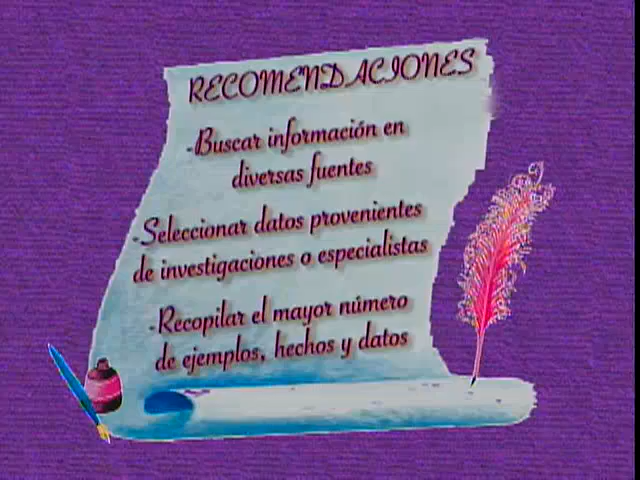 RECOMENDACIONES
-Buscar información en
diversas fuentes
-Seleccionar datos provenientes
de investigaciones o especialistas
-Recopilar el mayor número
de ejemplos, hechos y datos